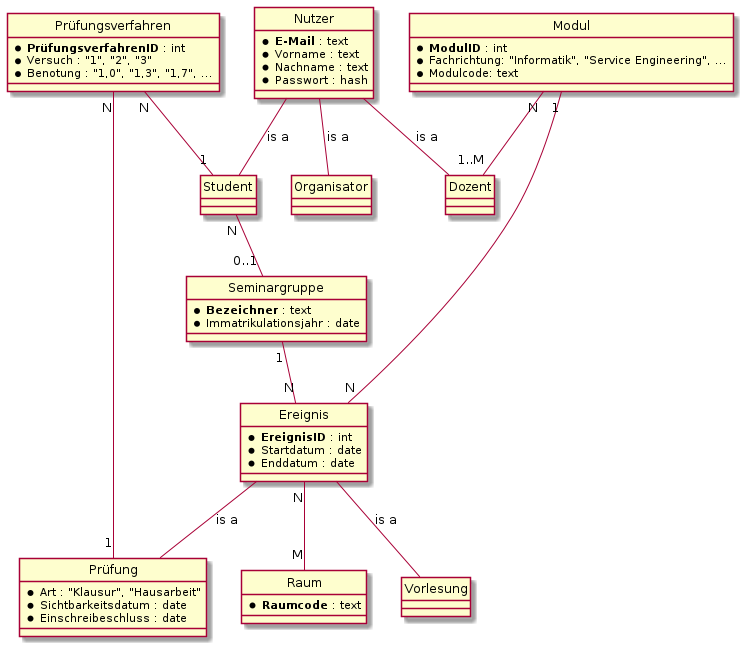 Prüfungsverfahren
PrüfungsverfahrenID : int
Versuch : "1", "2", "3"
Benotung : "1,0", "1,3", "1,7", ...
Nutzer
E-Mail : text
Vorname : text
Nachname : text
Passwort : hash
Modul
ModulID : int
Fachrichtung: "Informatik", "Service Engineering", ...
Modulcode: text
N
N
N
1
is a
is a
is a
1
1..M
Student
Organisator
Dozent
N
0..1
Seminargruppe
Bezeichner : text
Immatrikulationsjahr : date
1
N
N
Ereignis
EreignisID : int
Startdatum : date
Enddatum : date
N
is a
is a
1
M
Prüfung
Art : "Klausur", "Hausarbeit"
Sichtbarkeitsdatum : date
Einschreibeschluss : date
Raum
Raumcode : text
Vorlesung